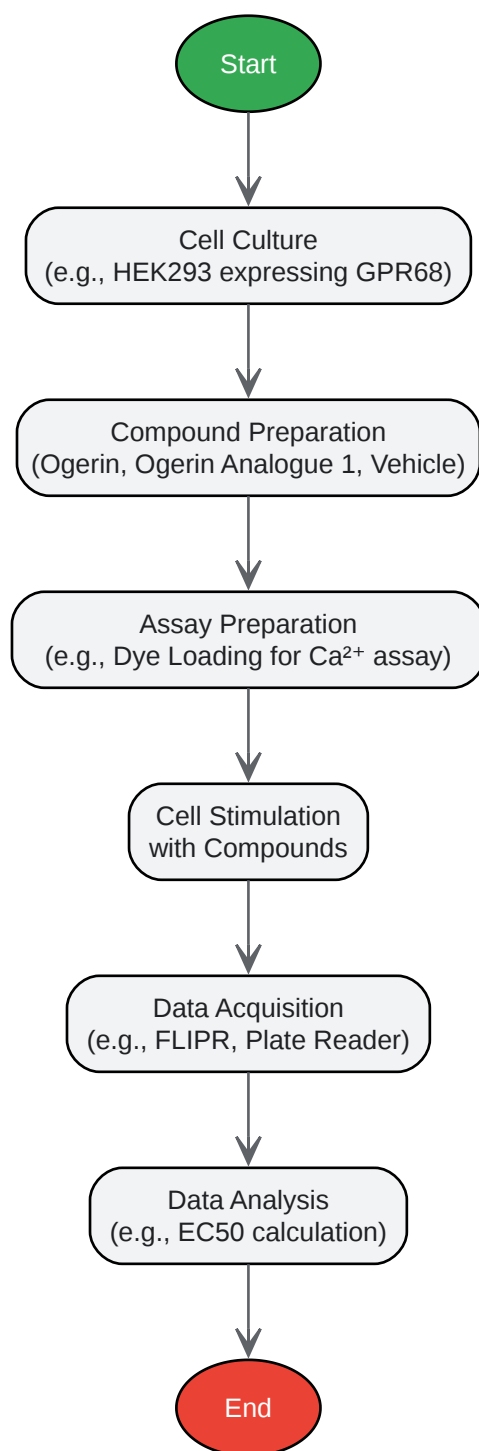 Start
Cell Culture
(e.g., HEK293 expressing GPR68)
Compound Preparation
(Ogerin, Ogerin Analogue 1, Vehicle)
Assay Preparation
(e.g., Dye Loading for Ca²⁺ assay)
Cell Stimulation
with Compounds
Data Acquisition
(e.g., FLIPR, Plate Reader)
Data Analysis
(e.g., EC50 calculation)
End